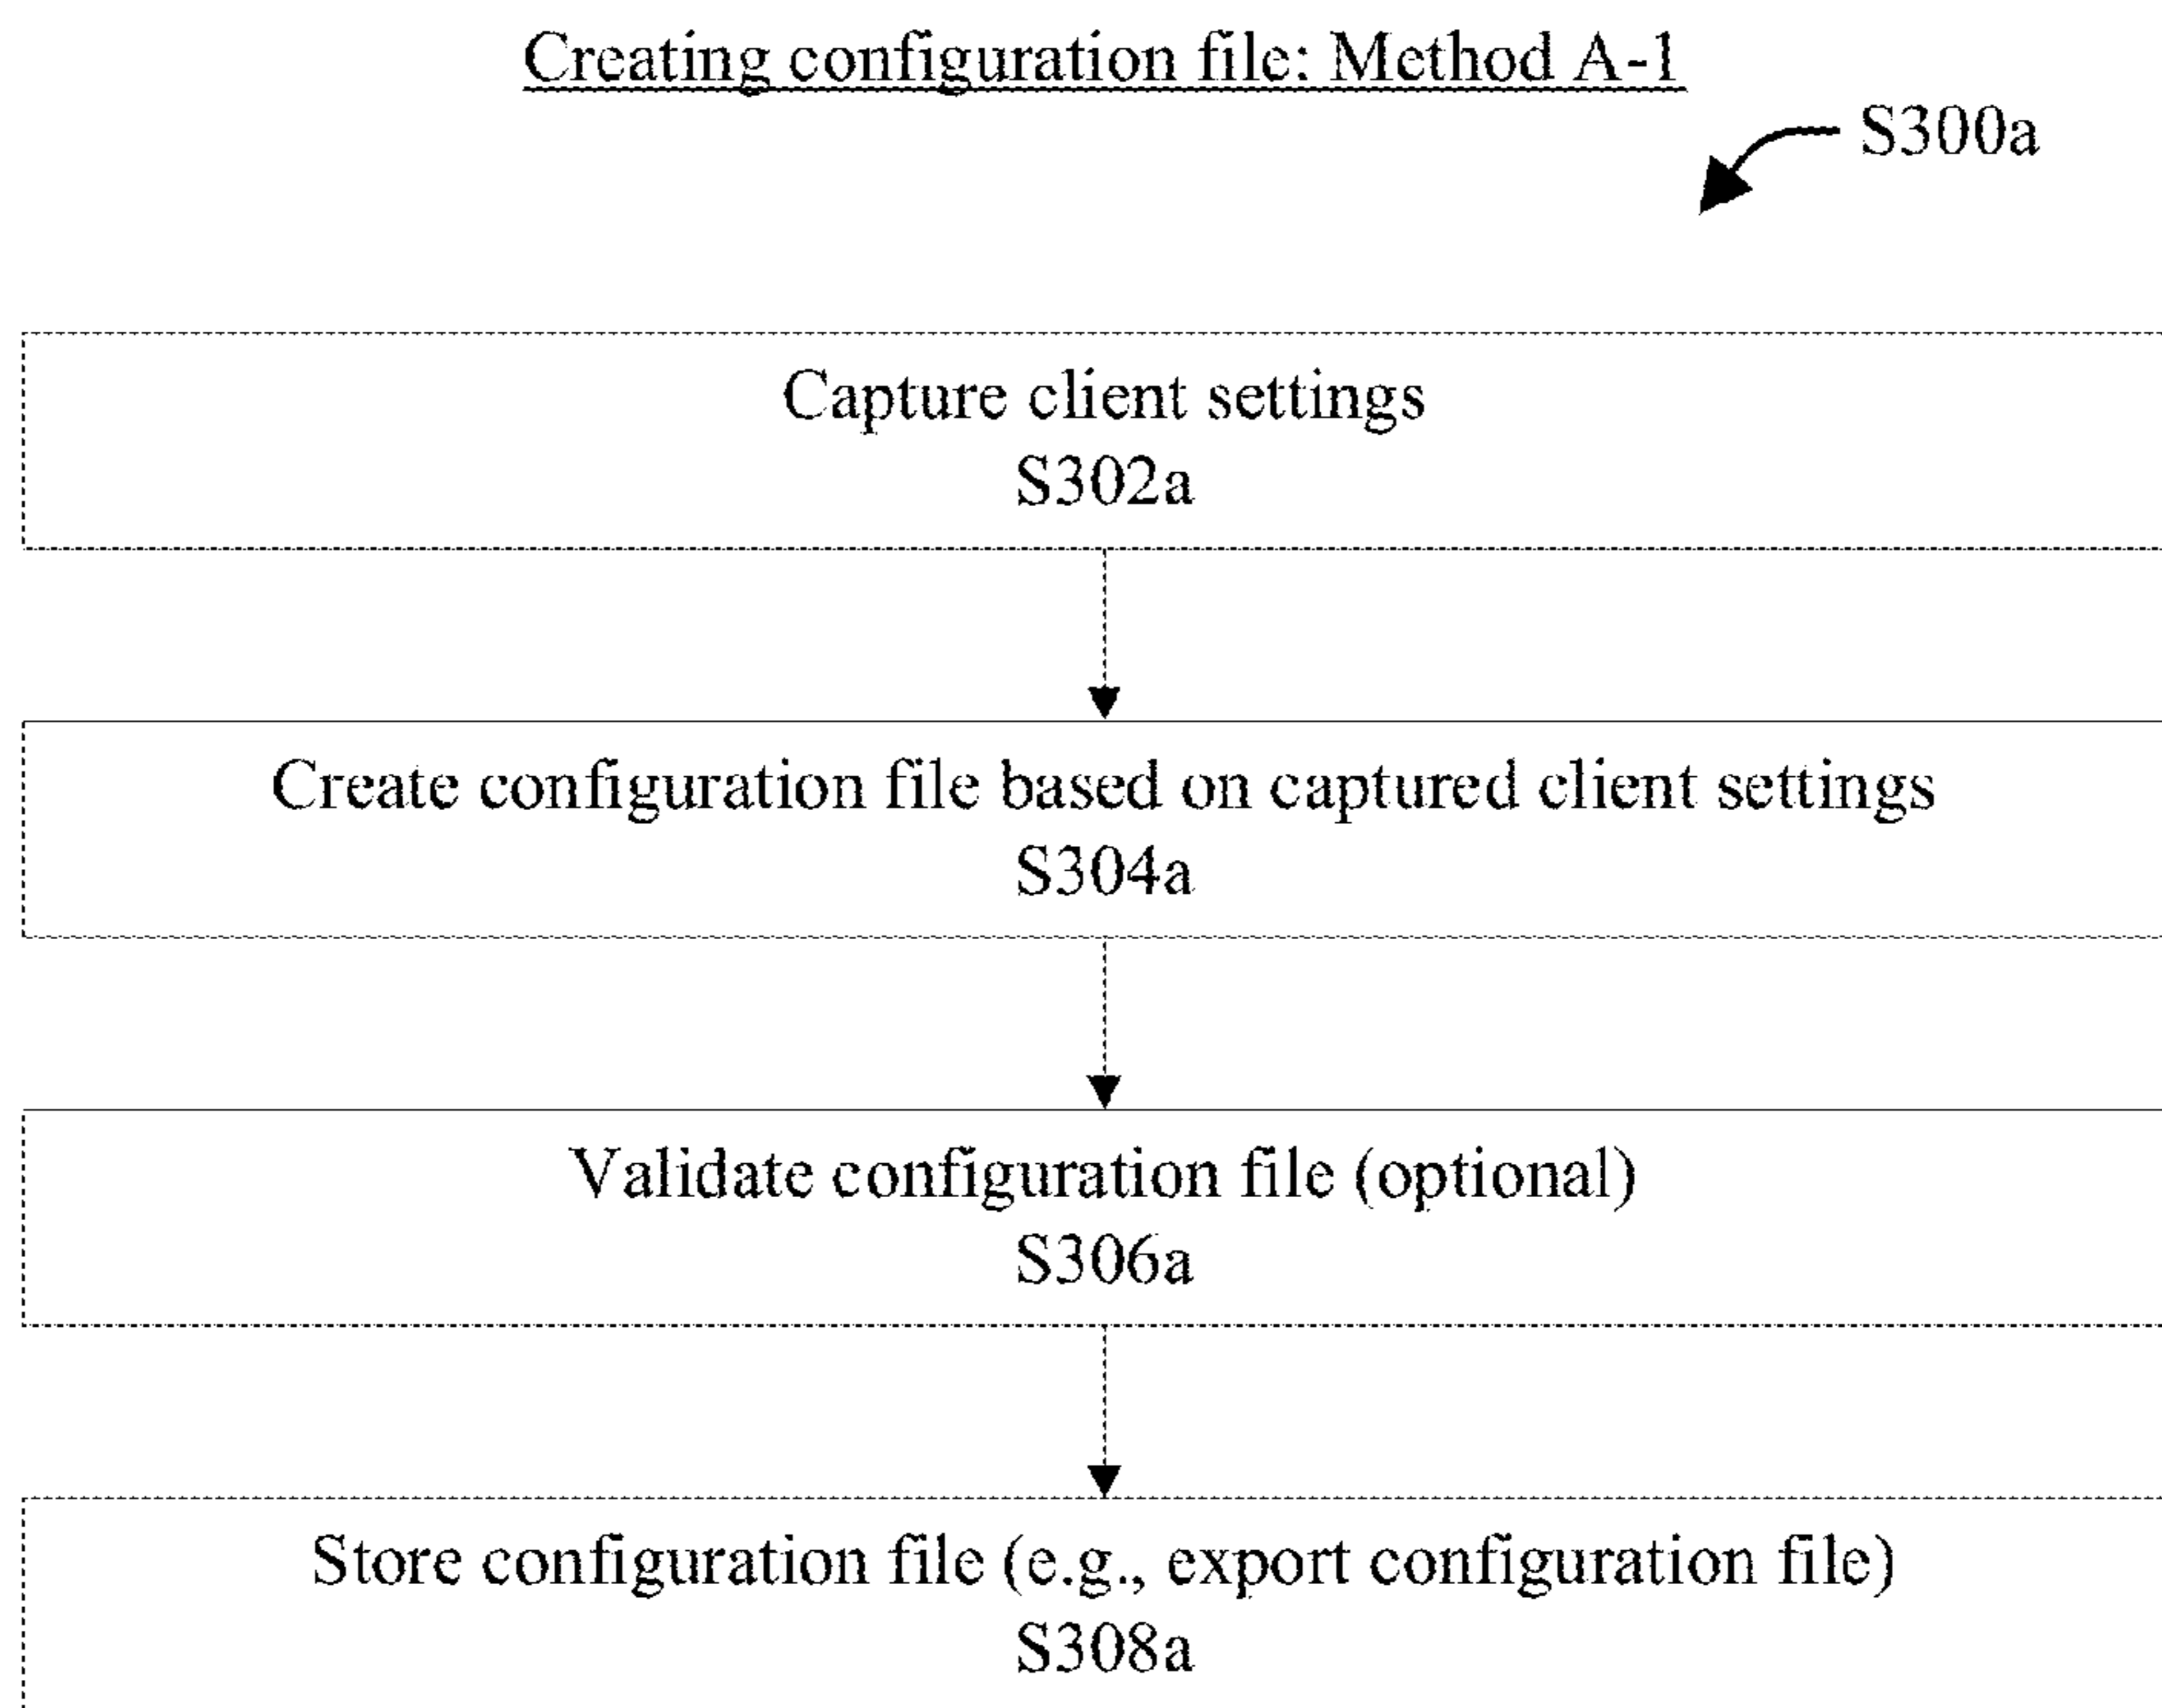 Creating configuration file: Method A-1
S300a
Capture client settings
S302a
Create configuration file based on captured client settings
S304a
Validate configuration file (optional)
S306a
Store configuration file (e.g., export configuration file)
S308a